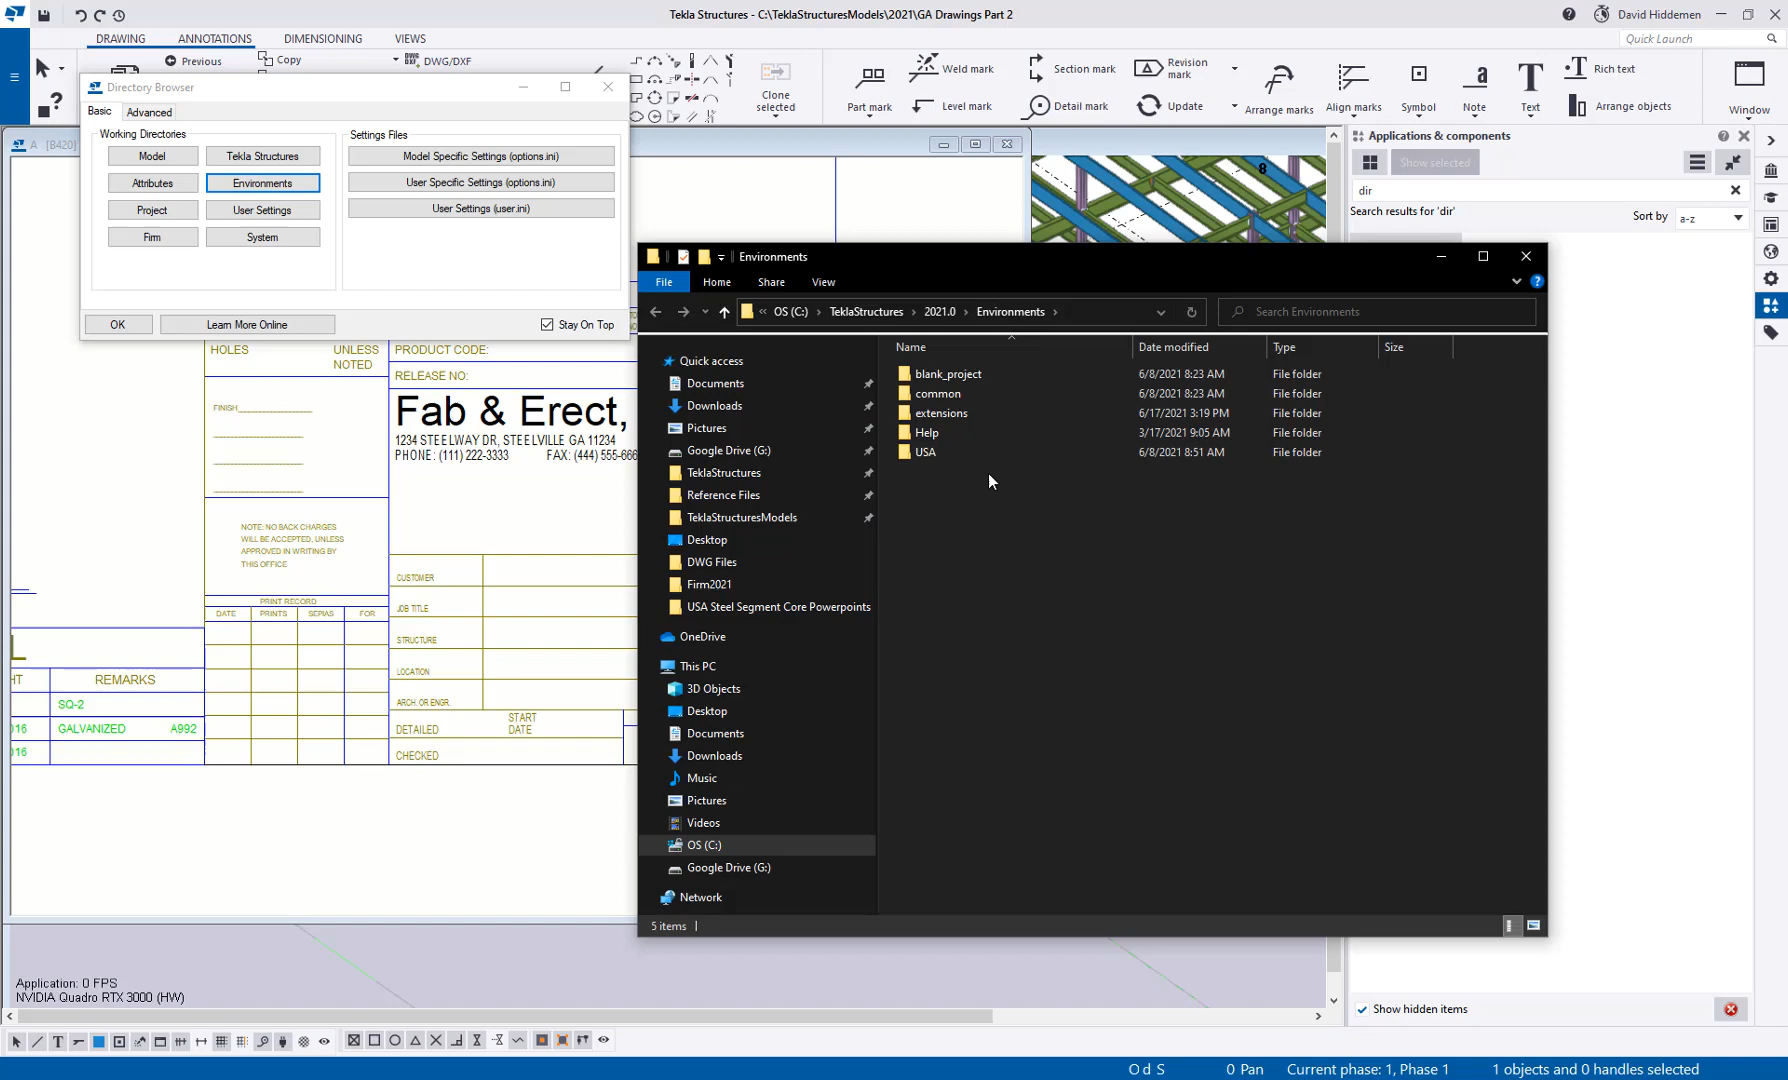 Tekla Structures - C:\TeklaStructuresModels\2021\GA Drawings Part 2
David Hiddemen
DRAWING
ANNOTATIONS
DIMENSIONING
VIEWS
Quick Launch
Previous
Copy
DWG/DXF
Clone selected
Part mark
Weld mark
Level mark
Section mark
Detail mark
Revision mark
Update
Arrange marks
Align marks
Symbol
Note
Text
Rich text
Arrange objects
Window
Directory Browser
Basic
Advanced
Working Directories
Model
Tekla Structures
Attributes
Environments
Project
User Settings
Firm
System
Settings Files
Model Specific Settings (options.ini)
User Specific Settings (options.ini)
User Settings (user.ini)
OK
Learn More Online
Stay On Top
A [B420]
8
Applications & components
Show selected
dir
Search results for 'dir'
Sort by
a-z
Show hidden items
Environments
File
Home
Share
View
« OS (C:) › TeklaStructures › 2021.0 › Environments ›
Search Environments
Name
Date modified
Type
Size
blank_project 6/8/2021 8:23 AM File folder
common 6/8/2021 8:23 AM File folder
extensions 6/17/2021 3:19 PM File folder
Help 3/17/2021 9:05 AM File folder
USA 6/8/2021 8:51 AM File folder
Quick access
Documents
Downloads
Pictures
Google Drive (G:)
TeklaStructures
Reference Files
TeklaStructuresModels
Desktop
DWG Files
Firm2021
USA Steel Segment Core Powerpoints
OneDrive
This PC
3D Objects
Desktop
Documents
Downloads
Music
Pictures
Videos
OS (C:)
Google Drive (G:)
Network
5 items
HOLES
UNLESS
NOTED
PRODUCT CODE:
RELEASE NO:
FINISH
Fab & Erect,
1234 STEELWAY DR, STEELVILLE GA 11234
PHONE : (111) 222-3333 FAX: (444) 555-666
NOTE: NO BACK CHARGES
WILL BE ACCEPTED, UNLESS
APPROVED IN WRITING BY
THIS OFFICE
PRINT RECORD
DATE PRINTS SEPIAS FOR
CUSTOMER
JOB TITLE
STRUCTURE
LOCATION
ARCH. OR ENGR.
DETAILED
START
DATE
CHECKED
L
HT
REMARKS
SQ-2
016 GALVANIZED A992
016
Application: 0 FPS
NVIDIA Quadro RTX 3000 (HW)
O d S
0 Pan
Current phase: 1, Phase 1
1 objects and 0 handles selected